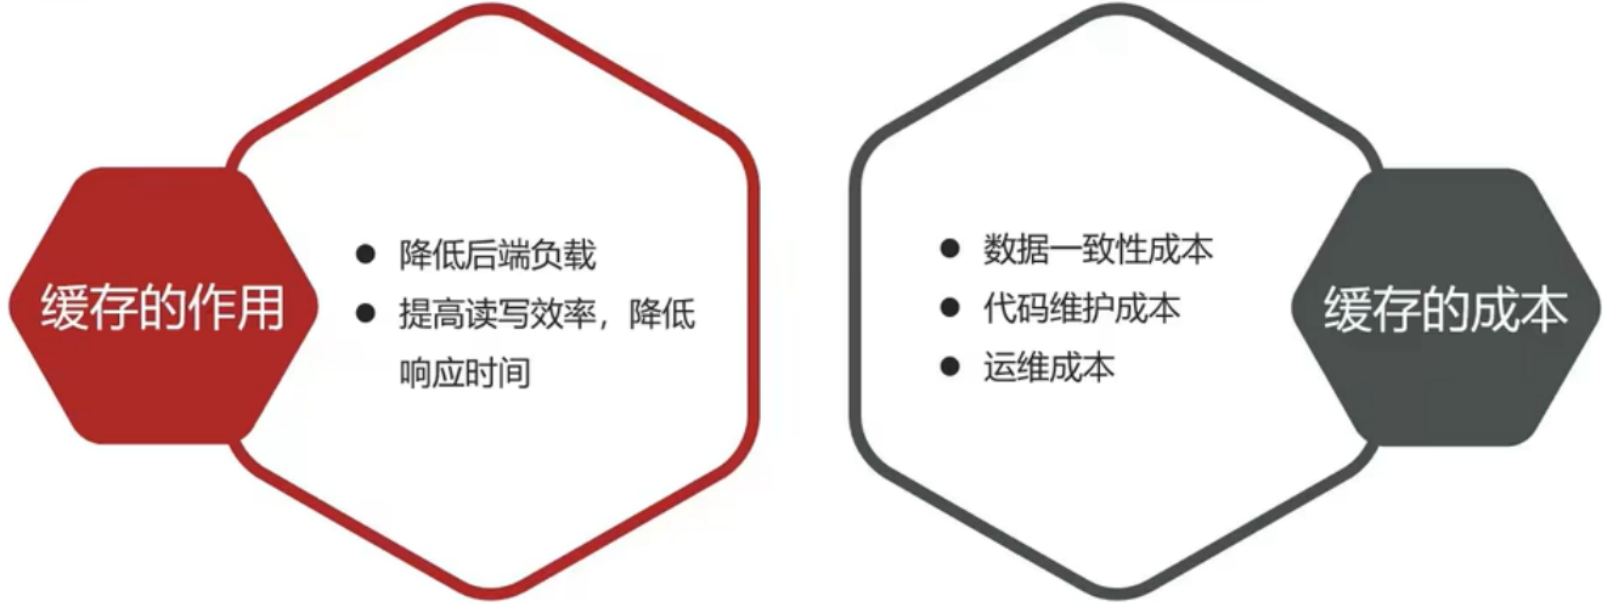 缓存的作用
降低后端负载
提高读写效率，降低
响应时间
数据一致性成本
代码维护成本
运维成本
缓存的成本